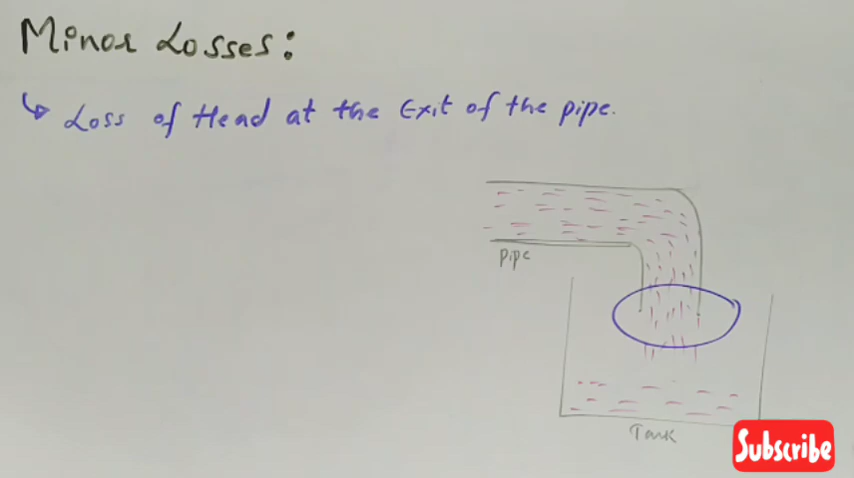 Minor Losses:
↳ Loss of Head at the Exit of the pipe.
pipe
Tank
Subscribe